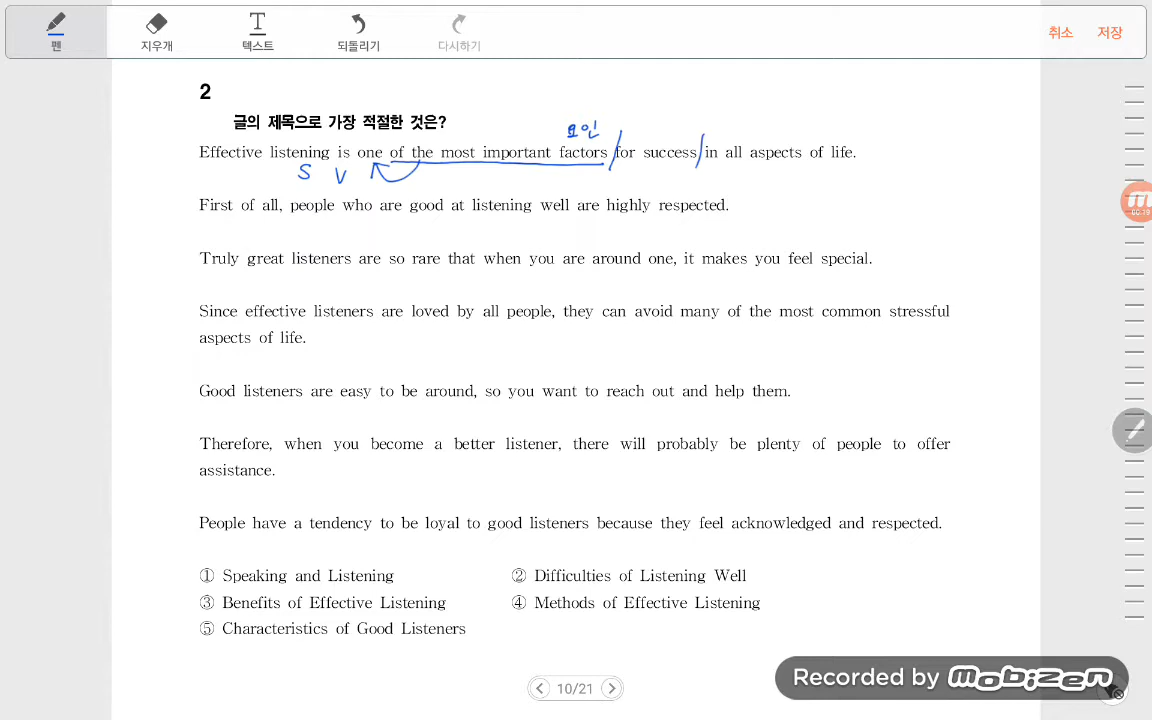 펜 지우개 텍스트 되돌리기 다시하기 취소 저장
2
글의 제목으로 가장 적절한 것은?
요인
Effective listening is one of the most important factors for success in all aspects of life.
S V
First of all, people who are good at listening well are highly respected.
00:19
Truly great listeners are so rare that when you are around one, it makes you feel special.
Since effective listeners are loved by all people, they can avoid many of the most common stressful
aspects of life.
Good listeners are easy to be around, so you want to reach out and help them.
Therefore, when you become a better listener, there will probably be plenty of people to offer
assistance.
People have a tendency to be loyal to good listeners because they feel acknowledged and respected.
① Speaking and Listening ② Difficulties of Listening Well
③ Benefits of Effective Listening ④ Methods of Effective Listening
⑤ Characteristics of Good Listeners
10/21
Recorded by mobizen